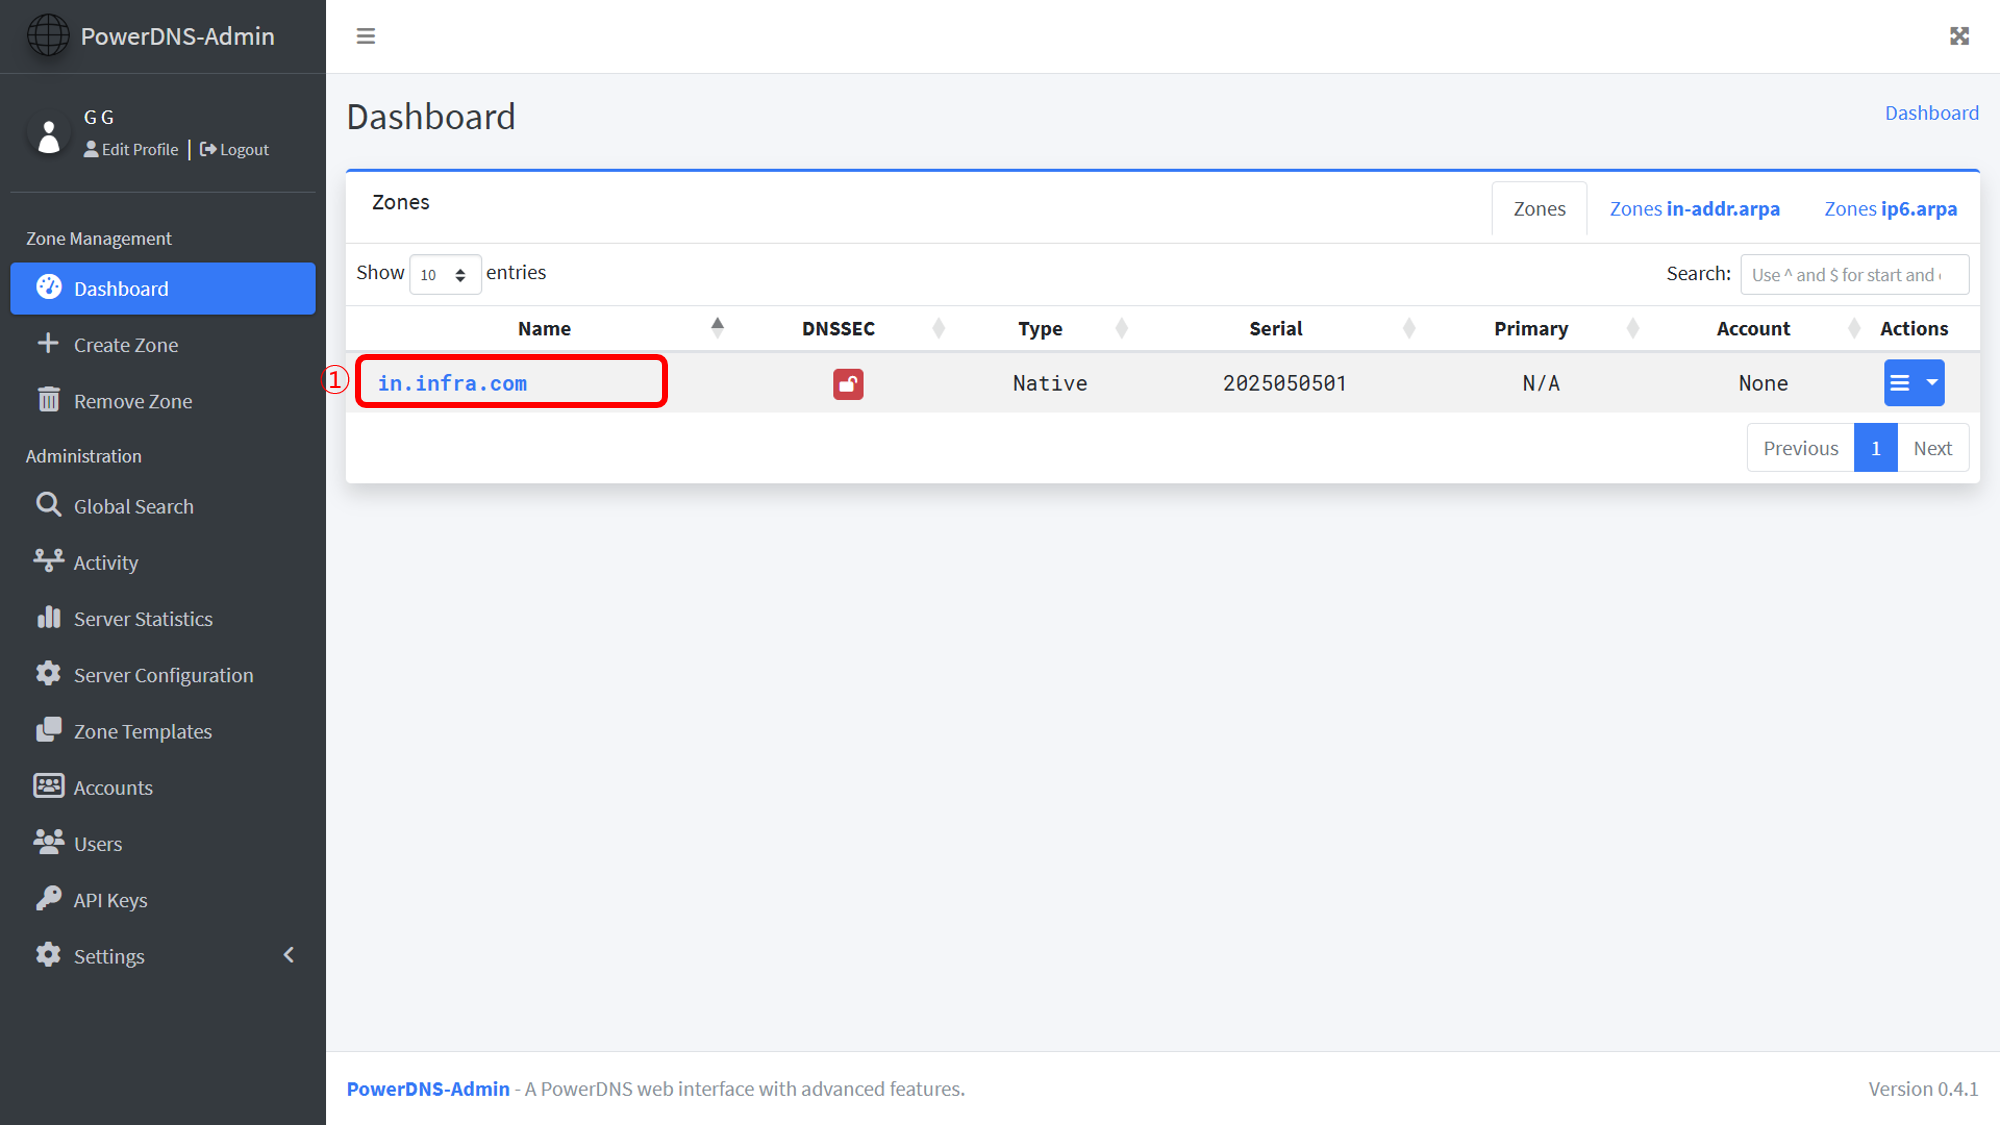 PowerDNS-Admin
G G
Edit Profile | Logout
Zone Management
Dashboard
Create Zone
Remove Zone
Administration
Global Search
Activity
Server Statistics
Server Configuration
Zone Templates
Accounts
Users
API Keys
Settings
Dashboard
Dashboard
Zones
Zones Zones in-addr.arpa Zones ip6.arpa
Show 10 entries
Search: Use ^ and $ for start and
Name DNSSEC Type Serial Primary Account Actions
① in.infra.com Native 2025050501 N/A None
Previous 1 Next
PowerDNS-Admin - A PowerDNS web interface with advanced features.
Version 0.4.1